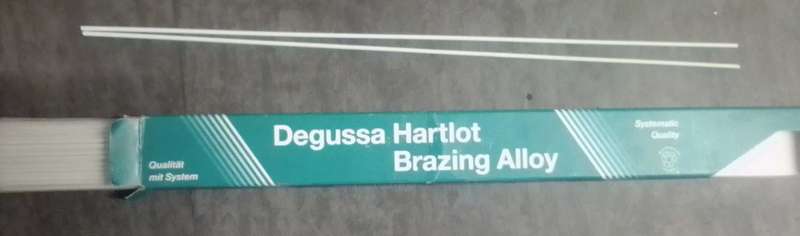 Degussa Hartlot
Brazing Alloy
Qualität
mit System
Systematic
Quality